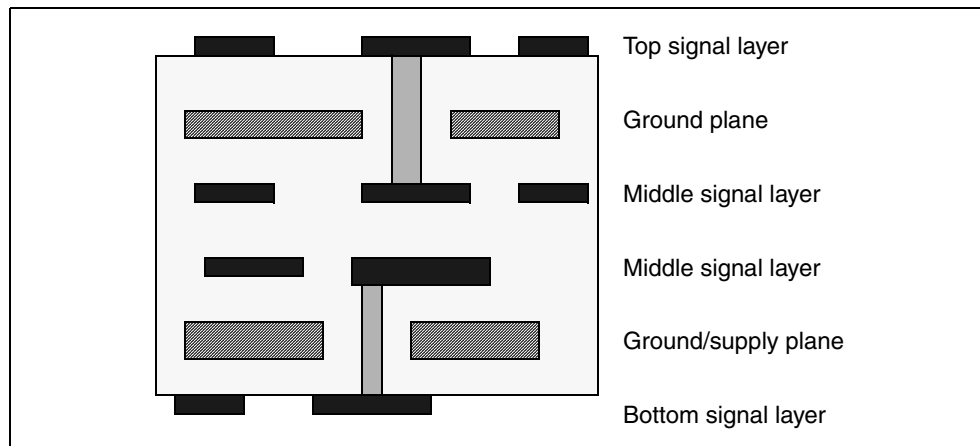 Top signal layer
Ground plane
Middle signal layer
Middle signal layer
Ground/supply plane
Bottom signal layer